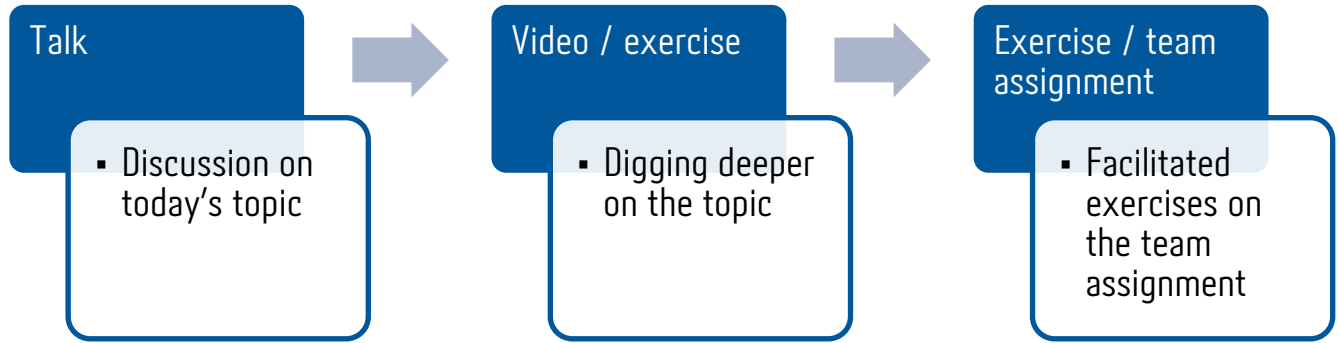 Talk
▪ Discussion on
today's topic
Video / exercise
▪ Digging deeper
on the topic
Exercise / team
assignment
▪ Facilitated
exercises on
the team
assignment